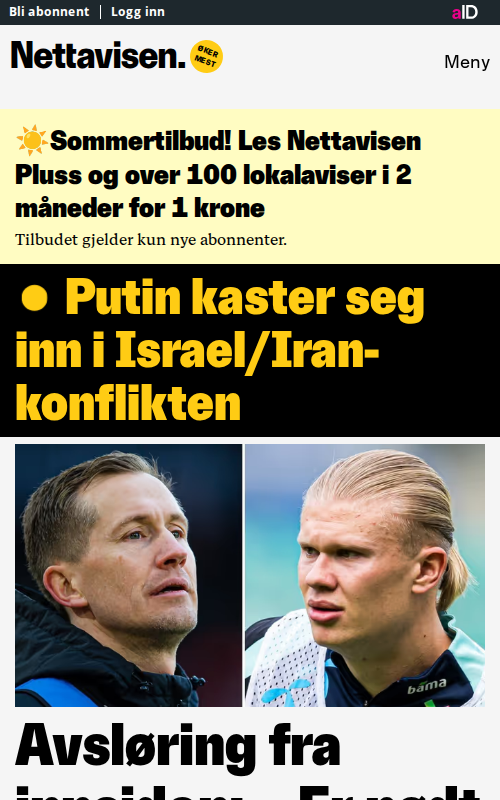 Bli abonnent
Logg inn
aID
Nettavisen.
ØKER
MEST
Meny
Sommertilbud! Les Nettavisen
Pluss og over 100 lokalaviser i 2
måneder for 1 krone
Tilbudet gjelder kun nye abonnenter.
Putin kaster seg
inn i Israel/Iran-
konflikten
bama
Avsløring fra